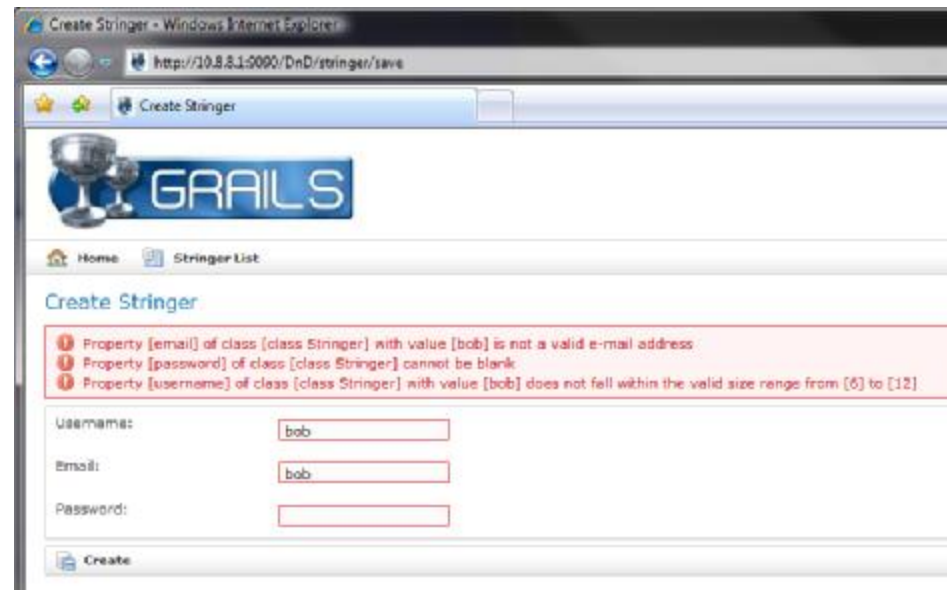 Create Stringer - Windows Internet Explorer
http://10.8.8.1:9090/DnD/stringer/save
Create Stringer
GRAILS
Home Stringer List
Create Stringer
Property [email] of class [class Stringer] with value [bob] is not a valid e-mail address
Property [password] of class [class Stringer] cannot be blank
Property [username] of class [class Stringer] with value [bob] does not fall within the valid size range from [6] to [12]
Username: bob
Email: bob
Password:
Create